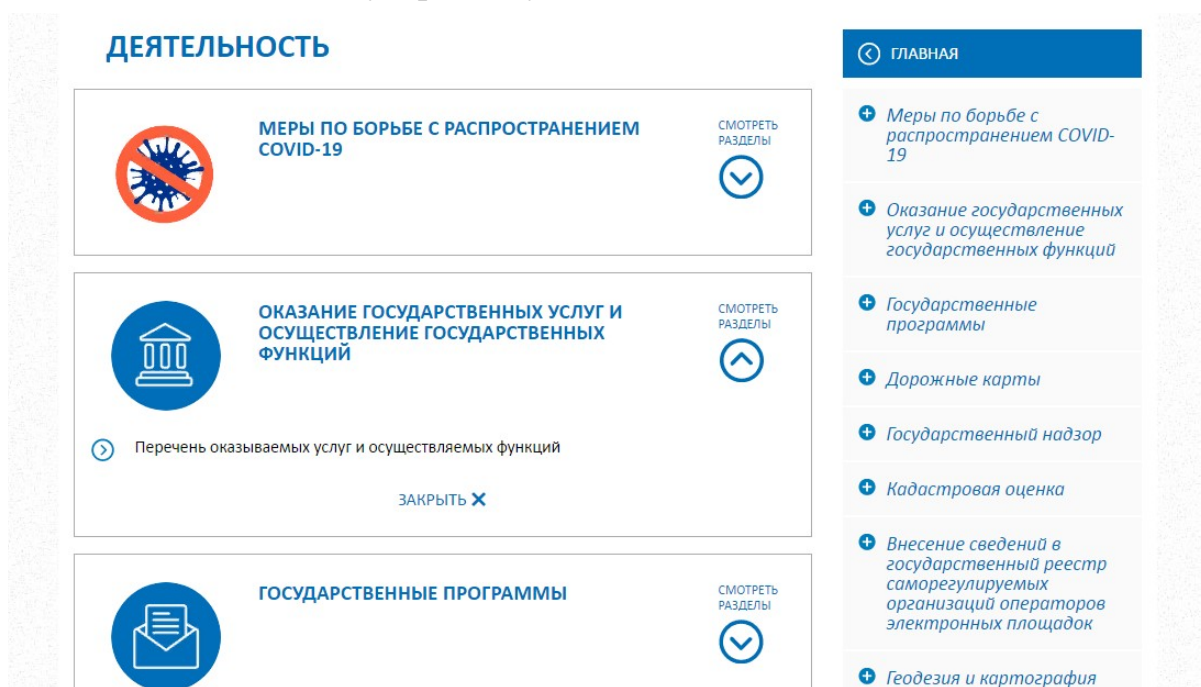 ДЕЯТЕЛЬНОСТЬ
МЕРЫ ПО БОРЬБЕ С РАСПРОСТРАНЕНИЕМ
COVID-19
СМОТРЕТЬ
РАЗДЕЛЫ
ОКАЗАНИЕ ГОСУДАРСТВЕННЫХ УСЛУГ И
ОСУЩЕСТВЛЕНИЕ ГОСУДАРСТВЕННЫХ
ФУНКЦИЙ
СМОТРЕТЬ
РАЗДЕЛЫ
Перечень оказываемых услуг и осуществляемых функций
ЗАКРЫТЬ
ГОСУДАРСТВЕННЫЕ ПРОГРАММЫ
СМОТРЕТЬ
РАЗДЕЛЫ
ГЛАВНАЯ
Меры по борьбе с
распространением COVID-
19
Оказание государственных
услуг и осуществление
государственных функций
Государственные
программы
Дорожные карты
Государственный надзор
Кадастровая оценка
Внесение сведений в
государственный реестр
саморегулируемых
организаций операторов
электронных площадок
Геодезия и картография